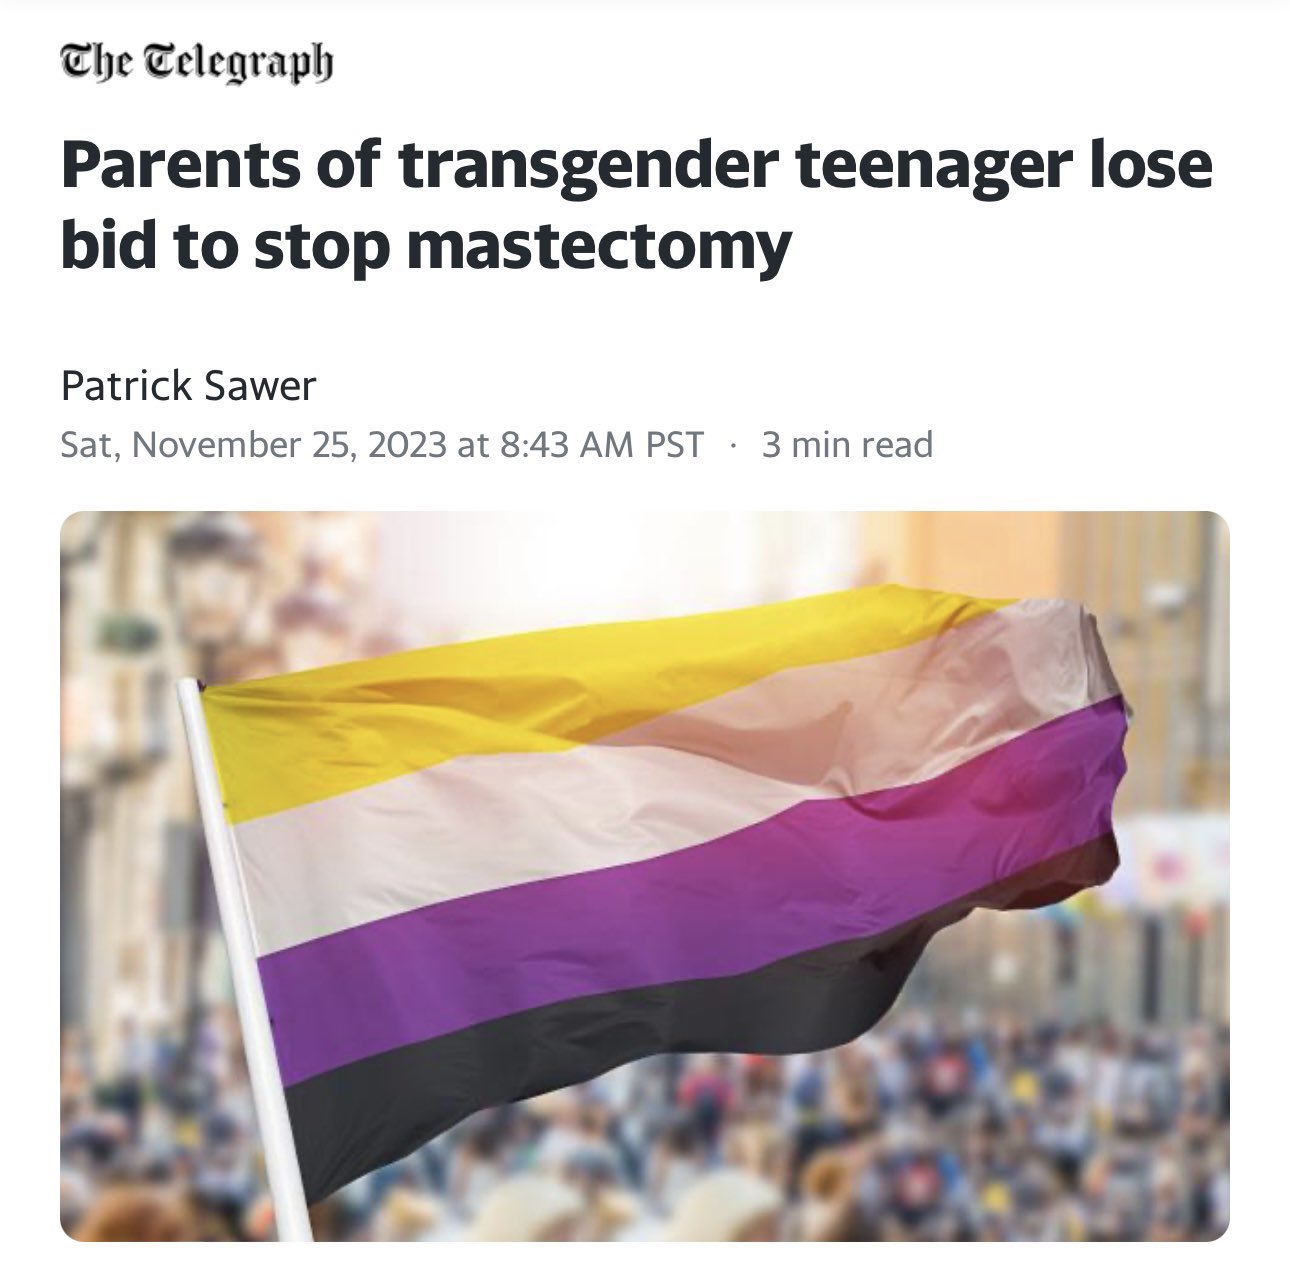 The Telegraph
Parents of transgender teenager lose
bid to stop mastectomy
Patrick Sawer
Sat, November 25, 2023 at 8:43 AM PST · 3 min read